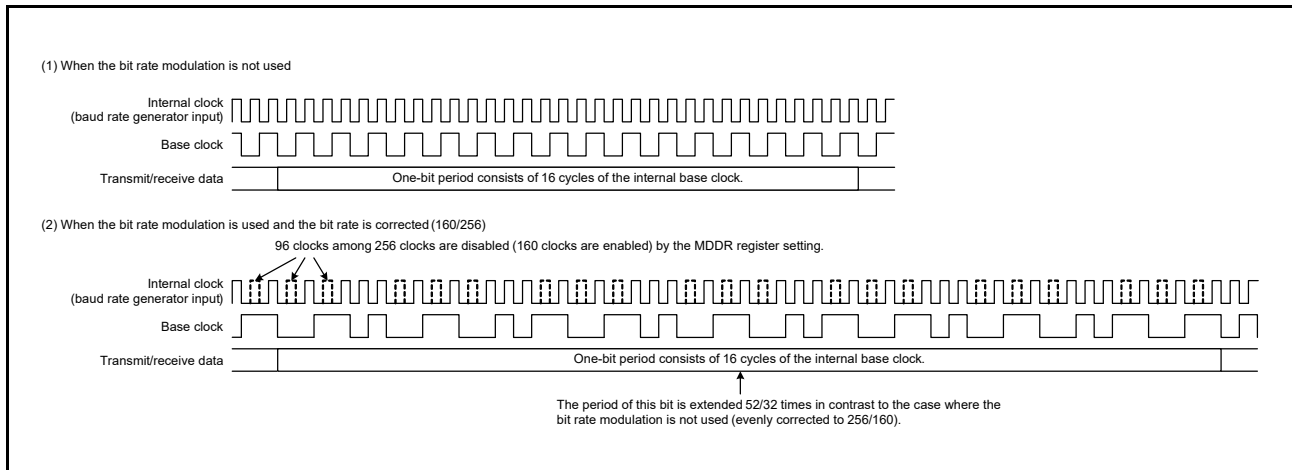 (1) When the bit rate modulation is not used
Internal clock
(baud rate generator input)
Base clock
Transmit/receive data
One-bit period consists of 16 cycles of the internal base clock.
(2) When the bit rate modulation is used and the bit rate is corrected (160/256)
96 clocks among 256 clocks are disabled (160 clocks are enabled) by the MDDR register setting.
Internal clock
(baud rate generator input)
Base clock
Transmit/receive data
One-bit period consists of 16 cycles of the internal base clock.
The period of this bit is extended 52/32 times in contrast to the case where the
bit rate modulation is not used (evenly corrected to 256/160).